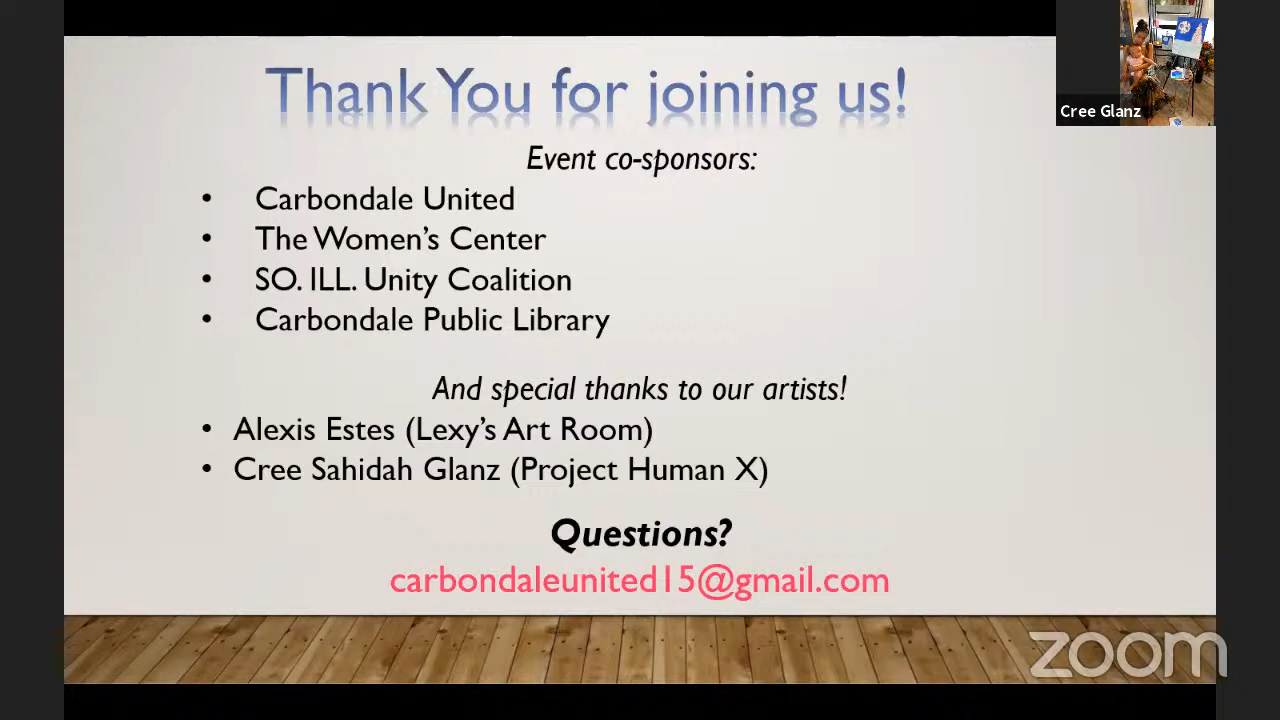 Thank You for joining us!
Cree Glanz
Event co-sponsors:
• Carbondale United
• The Women's Center
• SO. ILL. Unity Coalition
• Carbondale Public Library
And special thanks to our artists!
• Alexis Estes (Lexy's Art Room)
• Cree Sahidah Glanz (Project Human X)
Questions?
carbondaleunited15@gmail.com
zoom